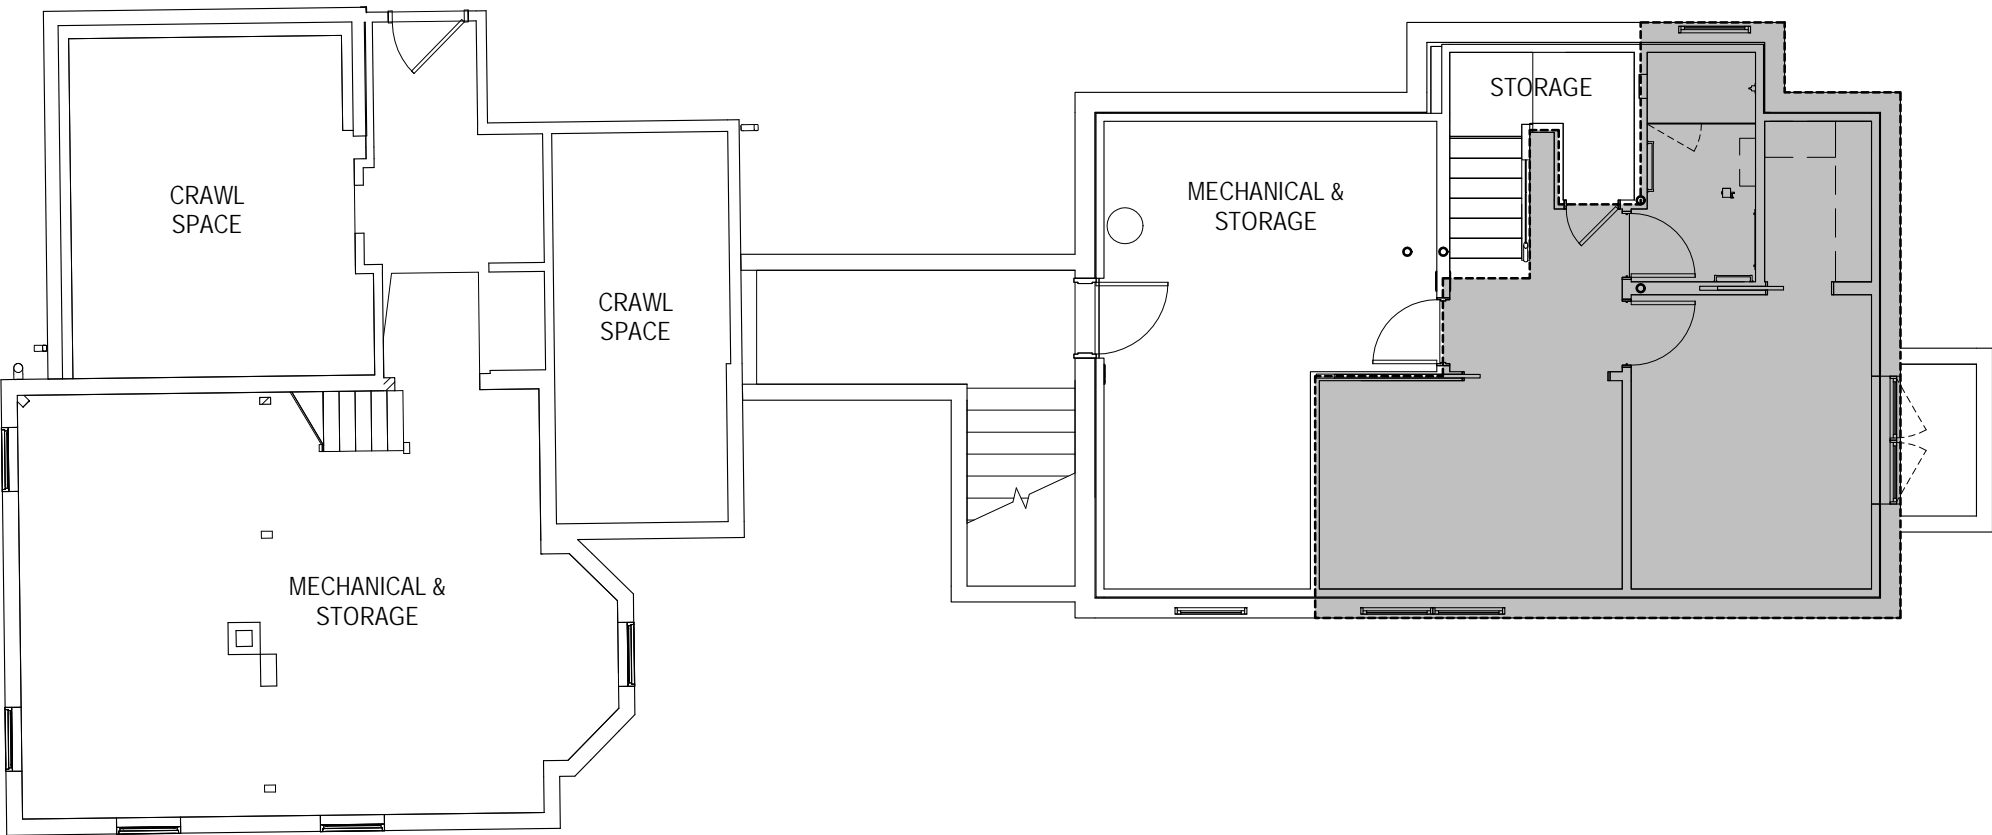 STORAGE
MECHANICAL &
STORAGE
CRAWL
SPACE
CRAWL
SPACE
MECHANICAL &
STORAGE